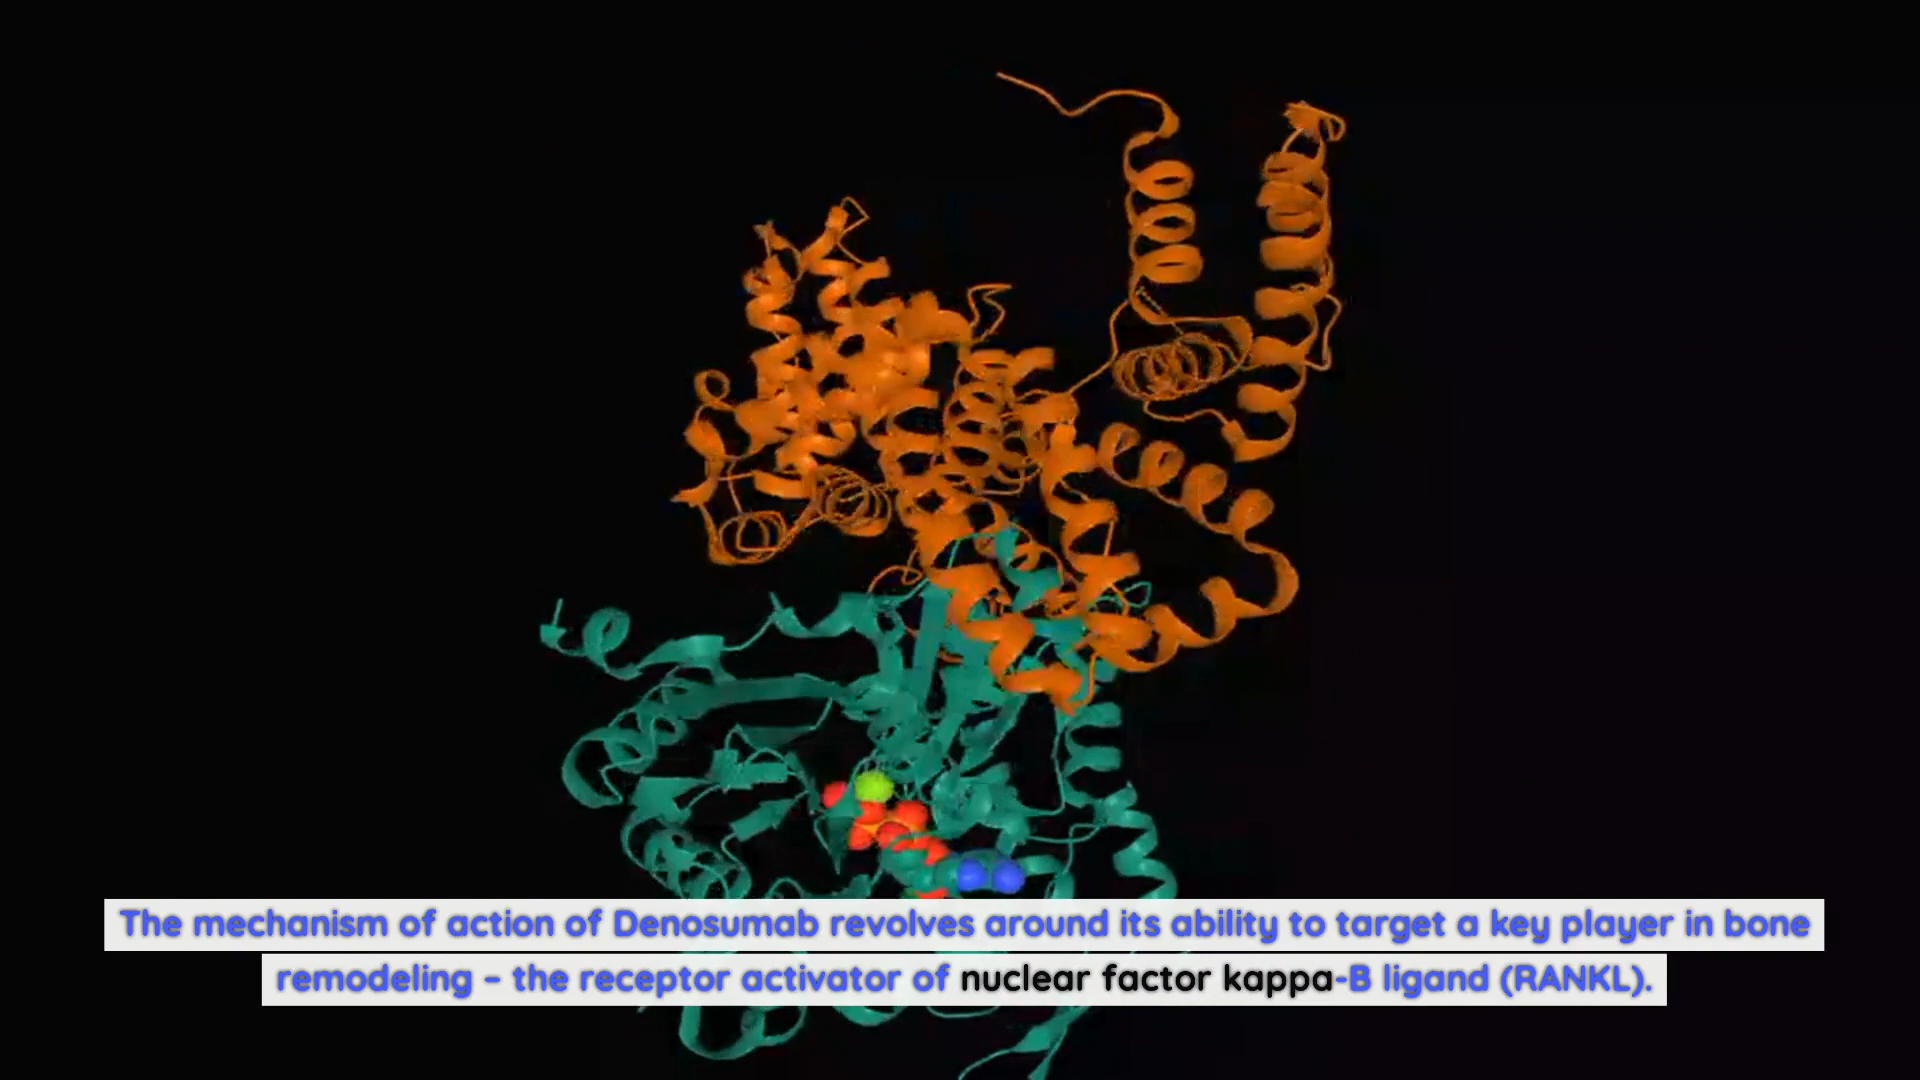 The mechanism of action of Denosumab revolves around its ability to target a key player in bone
remodeling – the receptor activator of nuclear factor kappa-B ligand (RANKL).